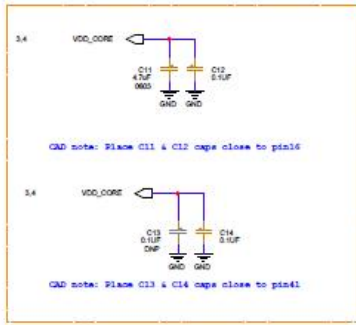 3,4 VDD_CORE
C11 C12
4.7uF 0.1UF
0603
GND GND
CAD note: Place C11 & C12 caps close to pin16
3,4 VDD_CORE
C13 C14
0.1UF 0.1UF
DNP
GND GND
CAD note: Place C13 & C14 caps close to pin41